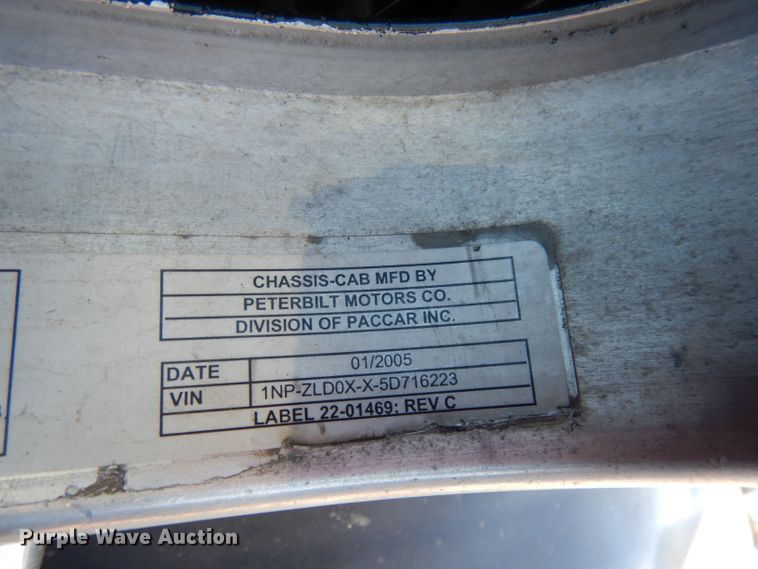 CHASSIS-CAB MFD BY
PETERBILT MOTORS CO.
DIVISION OF PACCAR INC.
DATE 01/2005
VIN 1NP-ZLD0X-X-5D716223
LABEL 22-01469: REV C
Purple Wave Auction